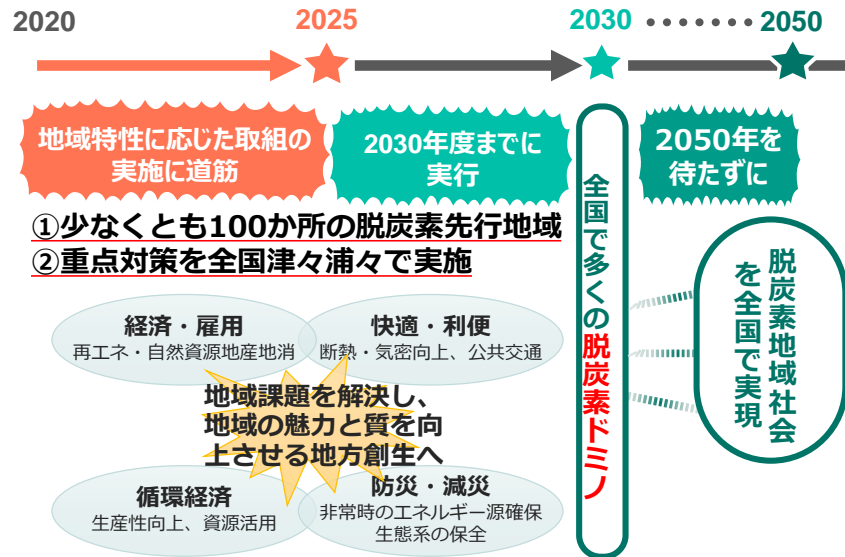 2020
2025
2030
2050
地域特性に応じた取組の
実施に道筋
2030年度までに
実行
2050年を
待たずに
①少なくとも100か所の脱炭素先行地域
②重点対策を全国津々浦々で実施
経済・雇用
再エネ・自然資源地産地消
快適・利便
断熱・気密向上、公共交通
地域課題を解決し、
地域の魅力と質を向
上させる地方創生へ
循環経済
生産性向上、資源活用
防災・減災
非常時のエネルギー源確保
生態系の保全
全国で多くの脱炭素ドミノ
脱炭素地域社会
を全国で実現